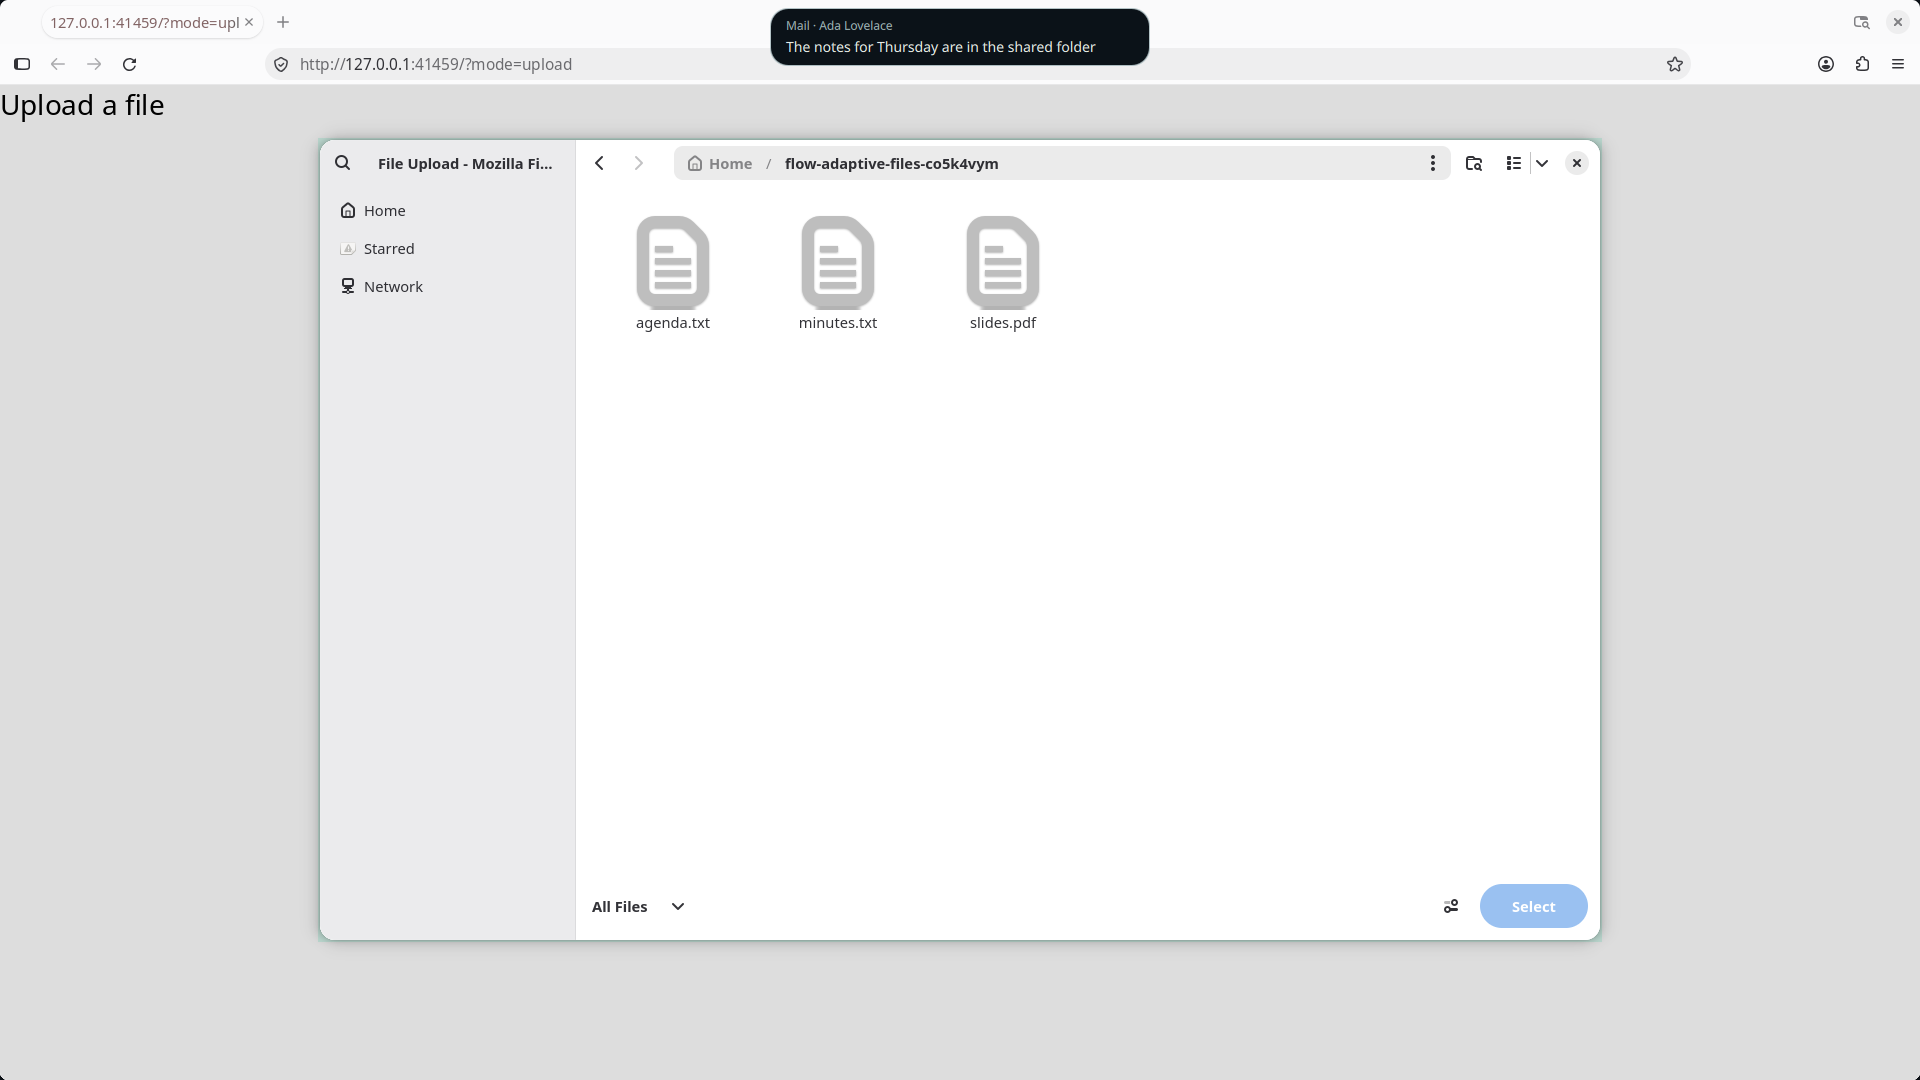 127.0.0.1:41459/?mode=upl
Mail · Ada Lovelace
The notes for Thursday are in the shared folder
http://127.0.0.1:41459/?mode=upload
Upload a file
File Upload - Mozilla Fi...
Home / flow-adaptive-files-co5k4vym
Home
Starred
Network
agenda.txt
minutes.txt
slides.pdf
All Files
Select